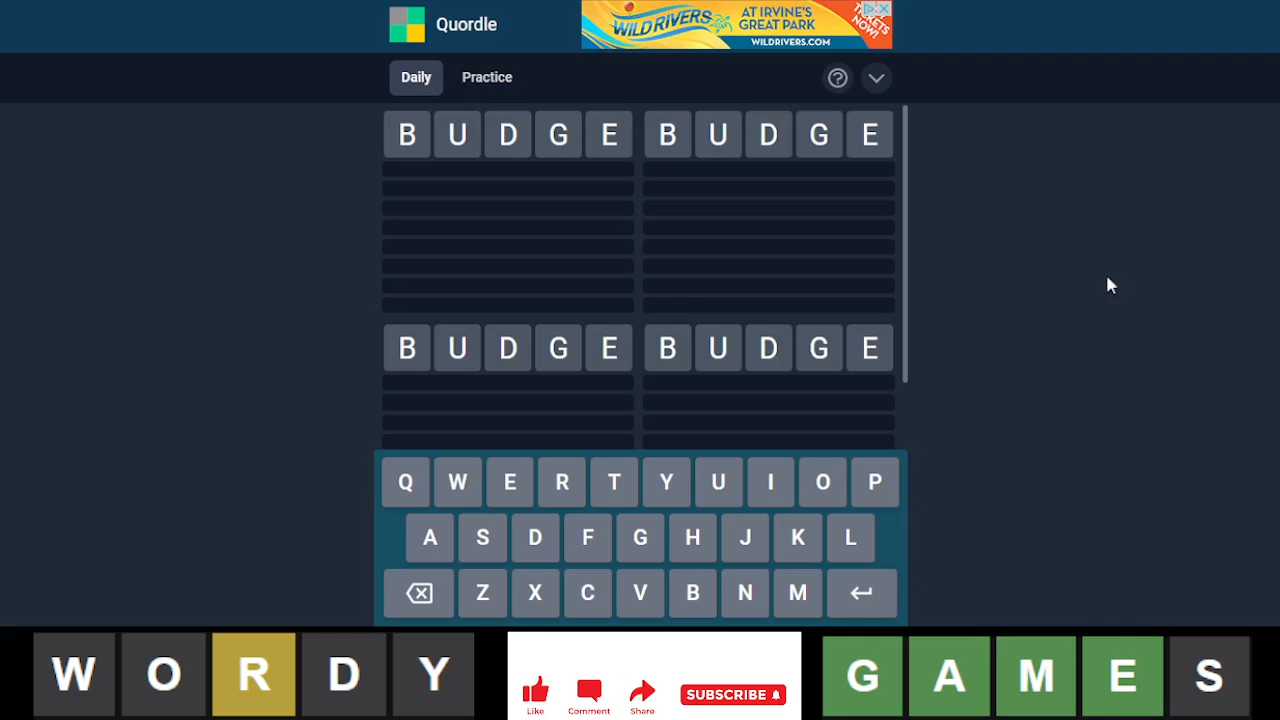 Quordle
WILD RIVERS
AT IRVINE'S
GREAT PARK
WILDRIVERS.COM
TICKETS
NOW!
Daily Practice
B U D G E B U D G E
B U D G E B U D G E
Q W E R T Y U I O P
A S D F G H J K L
Z X C V B N M
W O R D Y
Like Comment Share
SUBSCRIBE
G A M E S